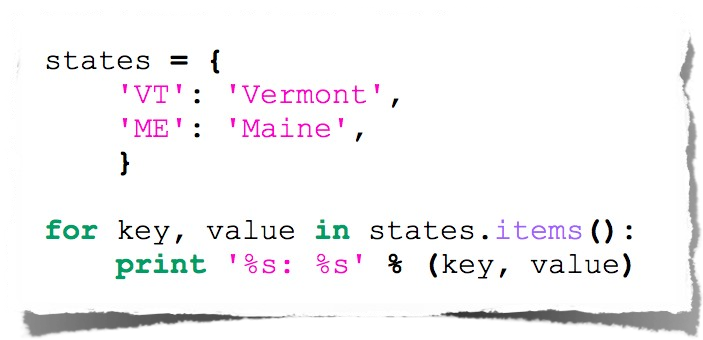 states = {
    'VT': 'Vermont',
    'ME': 'Maine',
    }
for key, value in states.items():
    print '%s: %s' % (key, value)